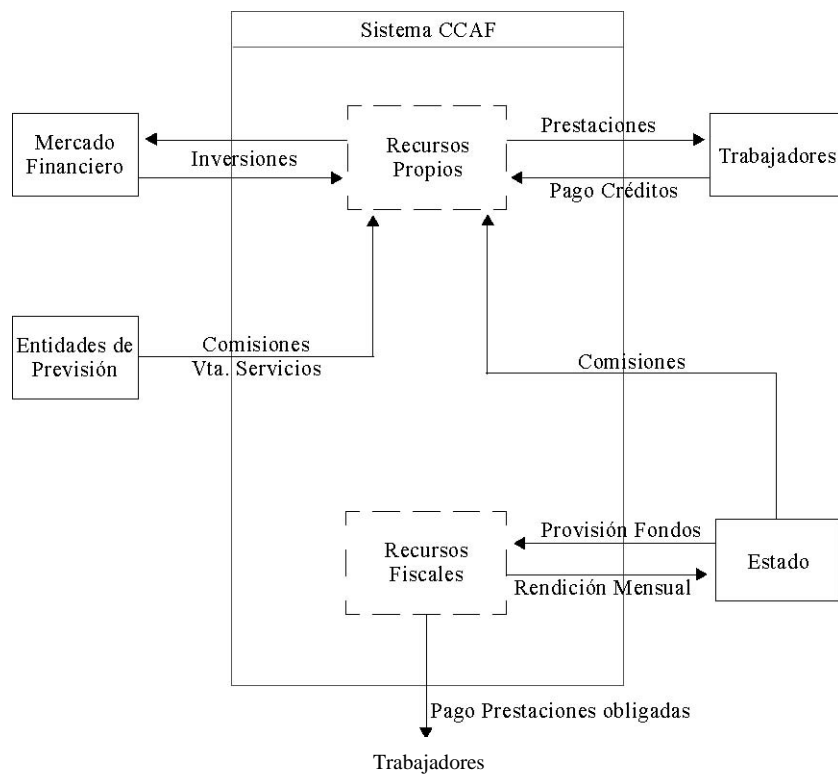 Sistema CCAF
Mercado
Financiero
Inversiones
Recursos
Propios
Prestaciones
Pago Créditos
Trabajadores
Entidades de
Previsión
Comisiones
Vta. Servicios
Comisiones
Recursos
Fiscales
Provisión Fondos
Rendición Mensual
Estado
Pago Prestaciones obligadas
Trabajadores